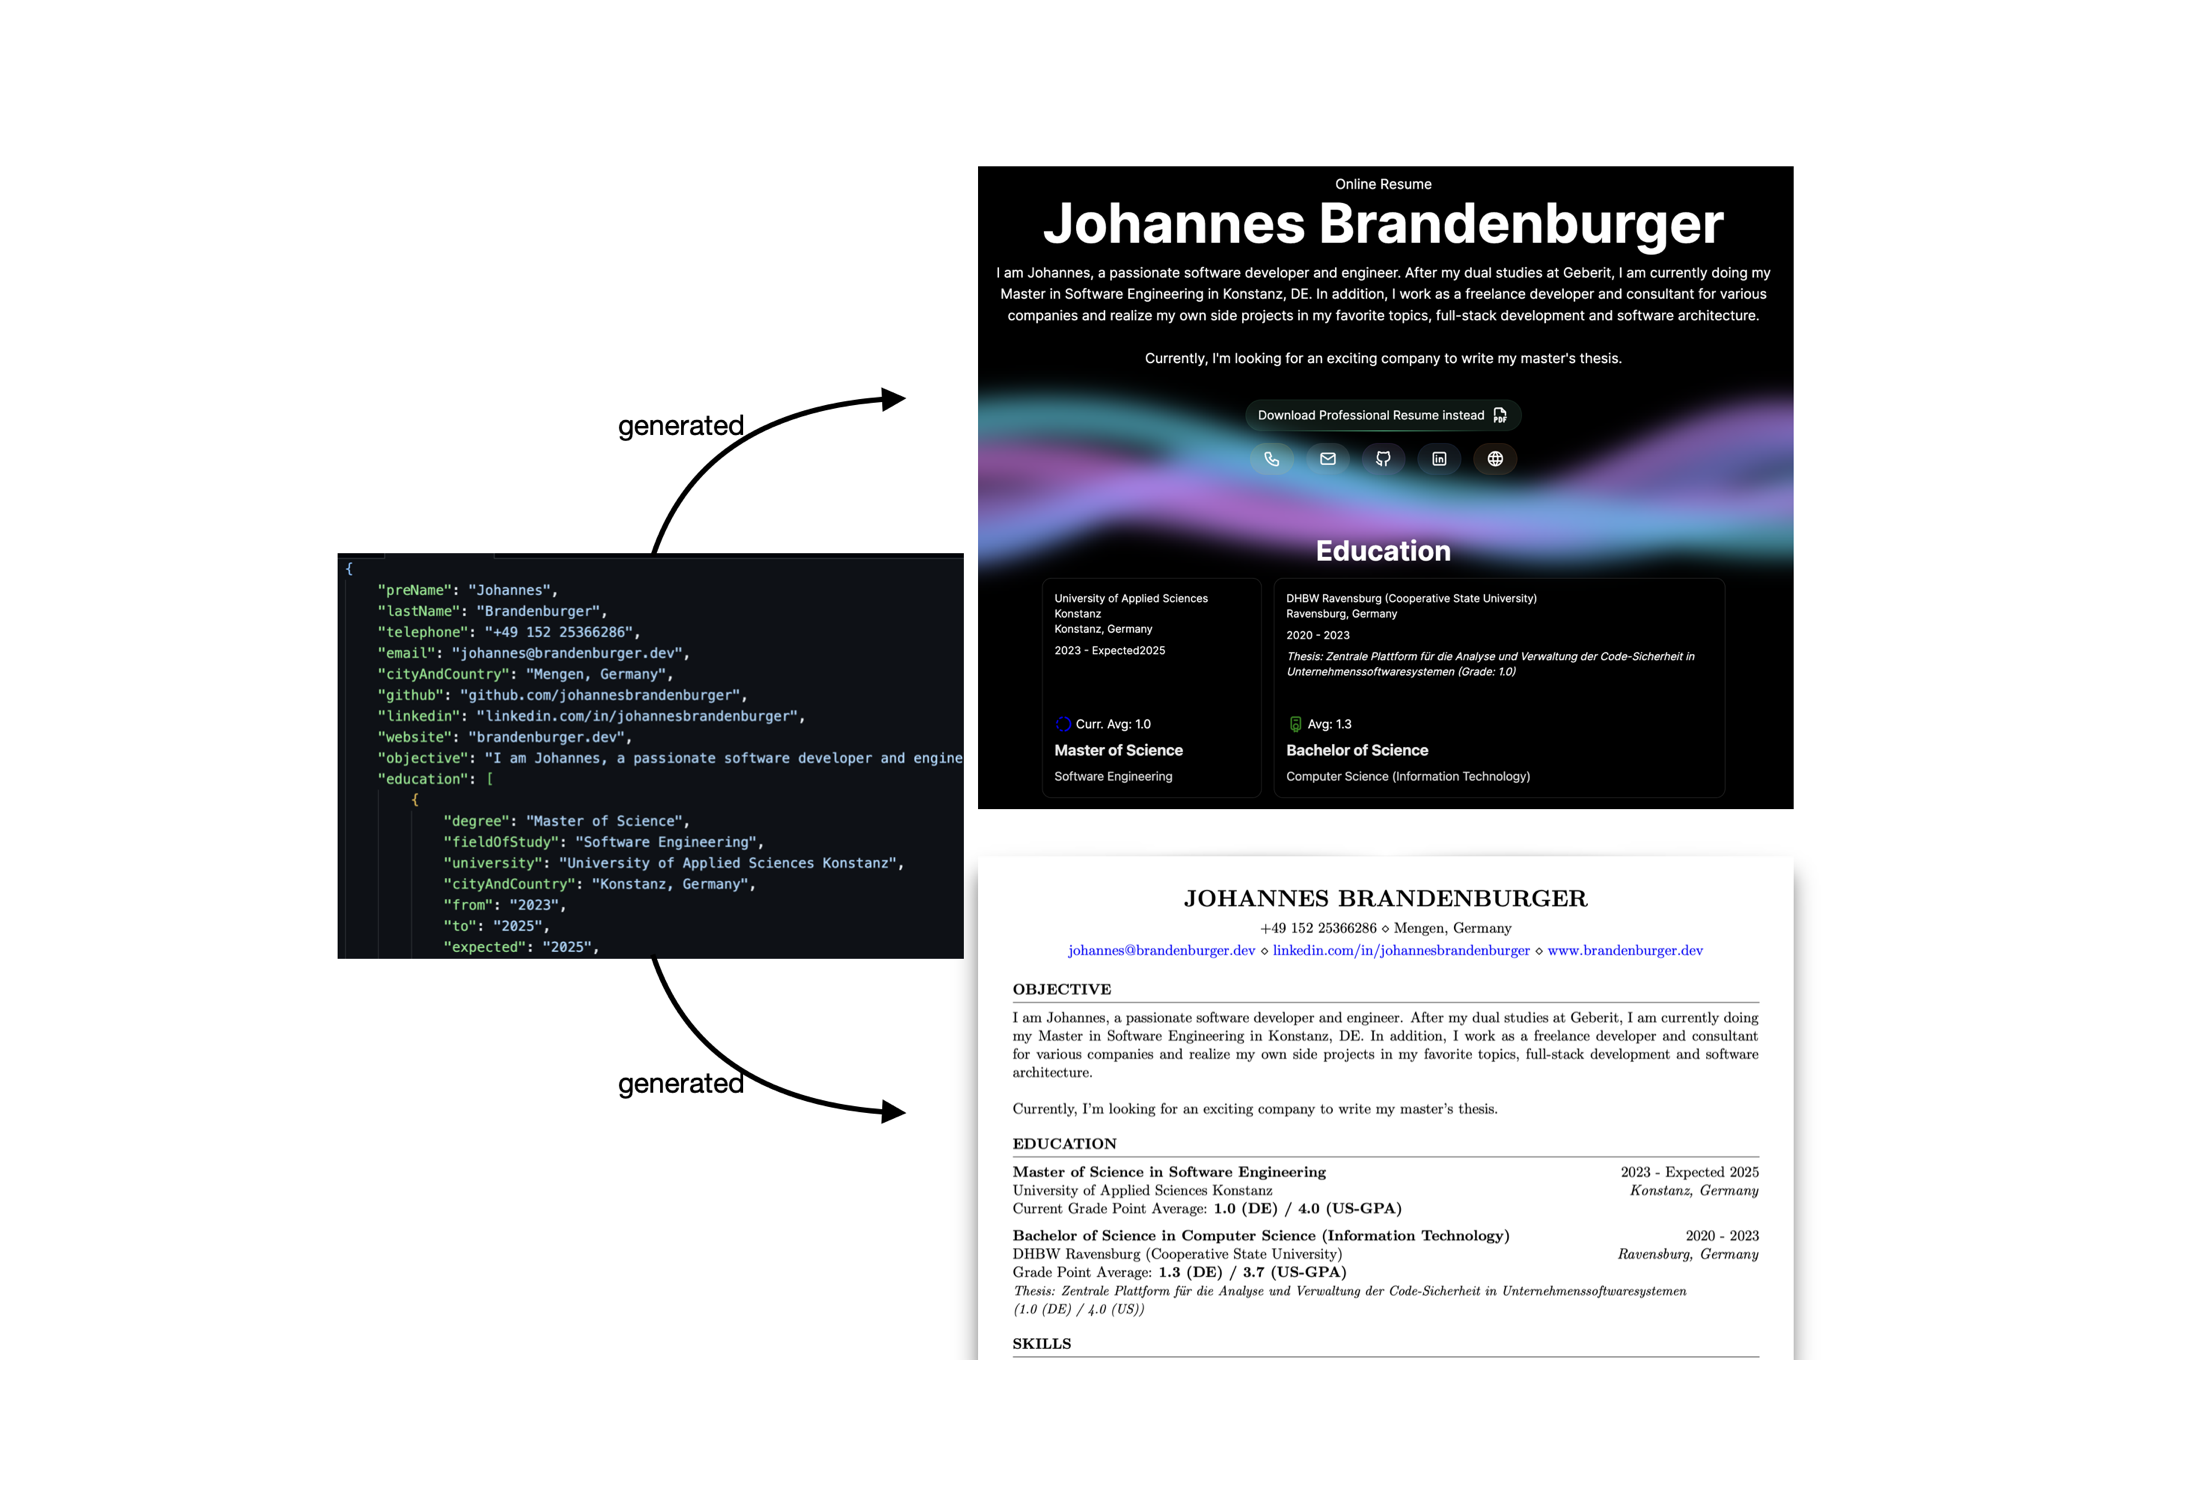 generated
{
"preName": "Johannes",
"lastName": "Brandenburger",
"telephone": "+49 152 25366286",
"email": "johannes@brandenburger.dev",
"cityAndCountry": "Mengen, Germany",
"github": "github.com/johannesbrandenburger",
"linkedin": "linkedin.com/in/johannesbrandenburger",
"website": "brandenburger.dev",
"objective": "I am Johannes, a passionate software developer and engine
"education": [
{
"degree": "Master of Science",
"fieldOfStudy": "Software Engineering",
"university": "University of Applied Sciences Konstanz",
"cityAndCountry": "Konstanz, Germany",
"from": "2023",
"to": "2025",
"expected": "2025",
generated
Online Resume
Johannes Brandenburger
I am Johannes, a passionate software developer and engineer. After my dual studies at Geberit, I am currently doing my
Master in Software Engineering in Konstanz, DE. In addition, I work as a freelance developer and consultant for various
companies and realize my own side projects in my favorite topics, full-stack development and software architecture.
Currently, I'm looking for an exciting company to write my master's thesis.
Download Professional Resume instead PDF
in
Education
University of Applied Sciences
Konstanz
Konstanz, Germany
2023 - Expected2025
Curr. Avg: 1.0
Master of Science
Software Engineering
DHBW Ravensburg (Cooperative State University)
Ravensburg, Germany
2020 - 2023
Thesis: Zentrale Plattform für die Analyse und Verwaltung der Code-Sicherheit in
Unternehmenssoftwaresystemen (Grade: 1.0)
Avg: 1.3
Bachelor of Science
Computer Science (Information Technology)
JOHANNES BRANDENBURGER
+49 152 25366286 ⋄ Mengen, Germany
johannes@brandenburger.dev ⋄ linkedin.com/in/johannesbrandenburger ⋄ www.brandenburger.dev
OBJECTIVE
I am Johannes, a passionate software developer and engineer. After my dual studies at Geberit, I am currently doing
my Master in Software Engineering in Konstanz, DE. In addition, I work as a freelance developer and consultant
for various companies and realize my own side projects in my favorite topics, full-stack development and software
architecture.
Currently, I'm looking for an exciting company to write my master's thesis.
EDUCATION
Master of Science in Software Engineering 2023 - Expected 2025
University of Applied Sciences Konstanz Konstanz, Germany
Current Grade Point Average: 1.0 (DE) / 4.0 (US-GPA)
Bachelor of Science in Computer Science (Information Technology) 2020 - 2023
DHBW Ravensburg (Cooperative State University) Ravensburg, Germany
Grade Point Average: 1.3 (DE) / 3.7 (US-GPA)
Thesis: Zentrale Plattform für die Analyse und Verwaltung der Code-Sicherheit in Unternehmenssoftwaresystemen
(1.0 (DE) / 4.0 (US))
SKILLS